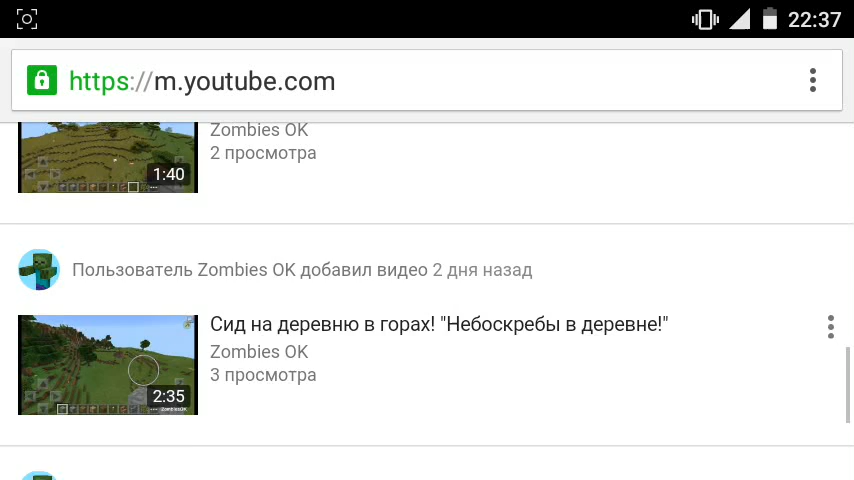 22:37
https://m.youtube.com
Zombies OK
2 просмотра
1:40
Пользователь Zombies OK добавил видео 2 дня назад
Сид на деревню в горах! "Небоскребы в деревне!"
Zombies OK
3 просмотра
2:35
ZombiesOK